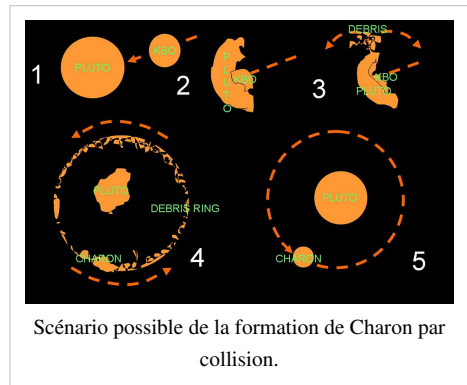 DEBRIS
KBO
PLUTO
1
2
PLUTO
KBO
3
KBO
PLUTO
PLUTO
DEBRIS RING
CHARON
4
PLUTO
CHARON
5
Scénario possible de la formation de Charon par
collision.